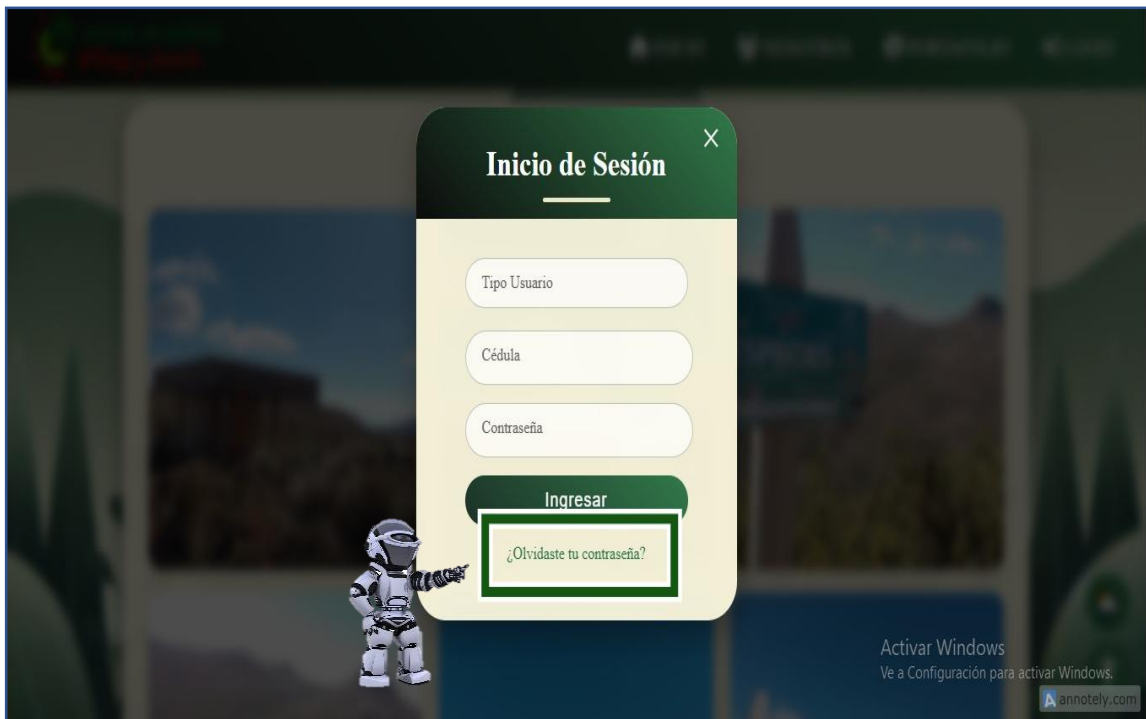 X
Inicio de Sesión
Tipo Usuario
Cédula
Contraseña
Ingresar
¿Olvidaste tu contraseña?
Activar Windows
Ve a Configuración para activar Windows.
annotely.com